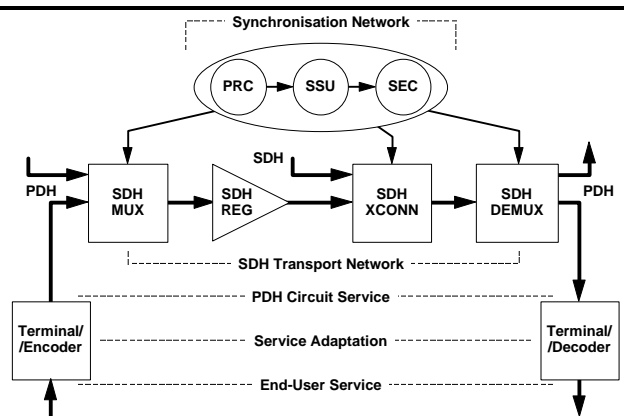 Synchronisation Network
PRC
SSU
SEC
SDH
PDH
SDH
MUX
SDH
REG
SDH
XCONN
SDH
DEMUX
PDH
SDH Transport Network
PDH Circuit Service
Terminal/
/Encoder
Service Adaptation
Terminal/
/Decoder
End-User Service